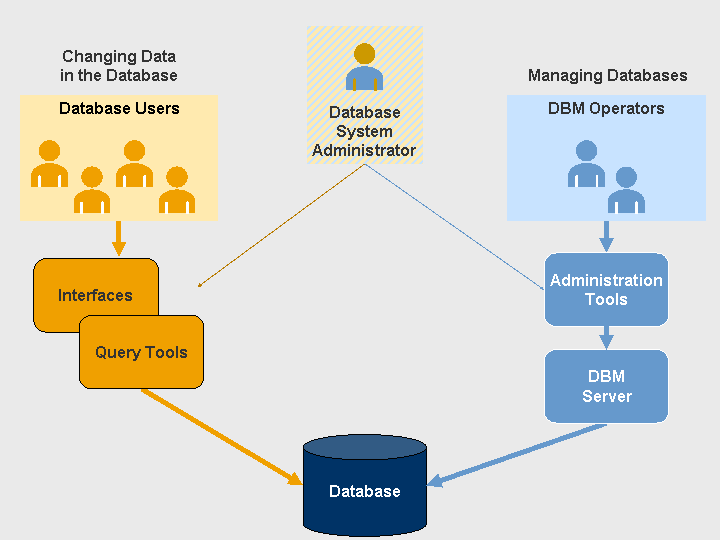 Changing Data
in the Database
Database Users
Database
System
Administrator
Managing Databases
DBM Operators
Interfaces
Query Tools
Administration
Tools
DBM
Server
Database